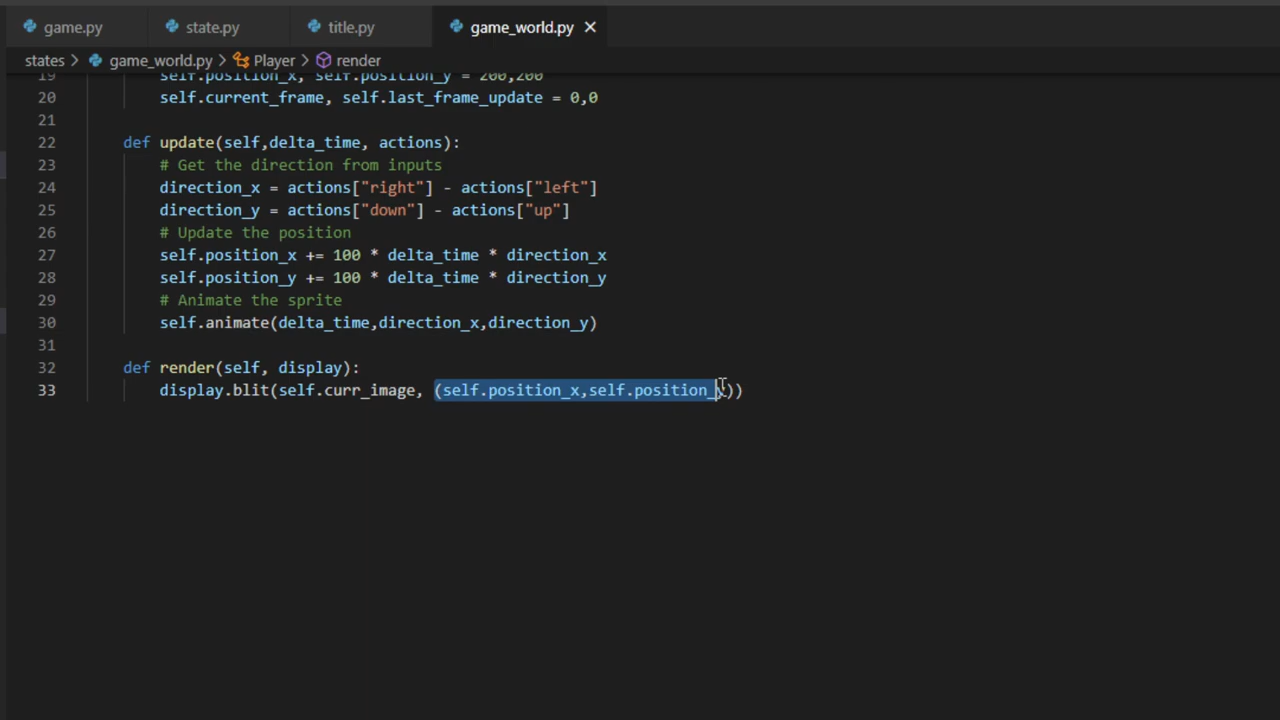 game.py state.py title.py game_world.py
states > game_world.py > Player > render
19 self.position_x, self.position_y = 200,200
20 self.current_frame, self.last_frame_update = 0,0
21
22 def update(self,delta_time, actions):
23 # Get the direction from inputs
24 direction_x = actions["right"] - actions["left"]
25 direction_y = actions["down"] - actions["up"]
26 # Update the position
27 self.position_x += 100 * delta_time * direction_x
28 self.position_y += 100 * delta_time * direction_y
29 # Animate the sprite
30 self.animate(delta_time,direction_x,direction_y)
31
32 def render(self, display):
33 display.blit(self.curr_image, (self.position_x,self.position_y))